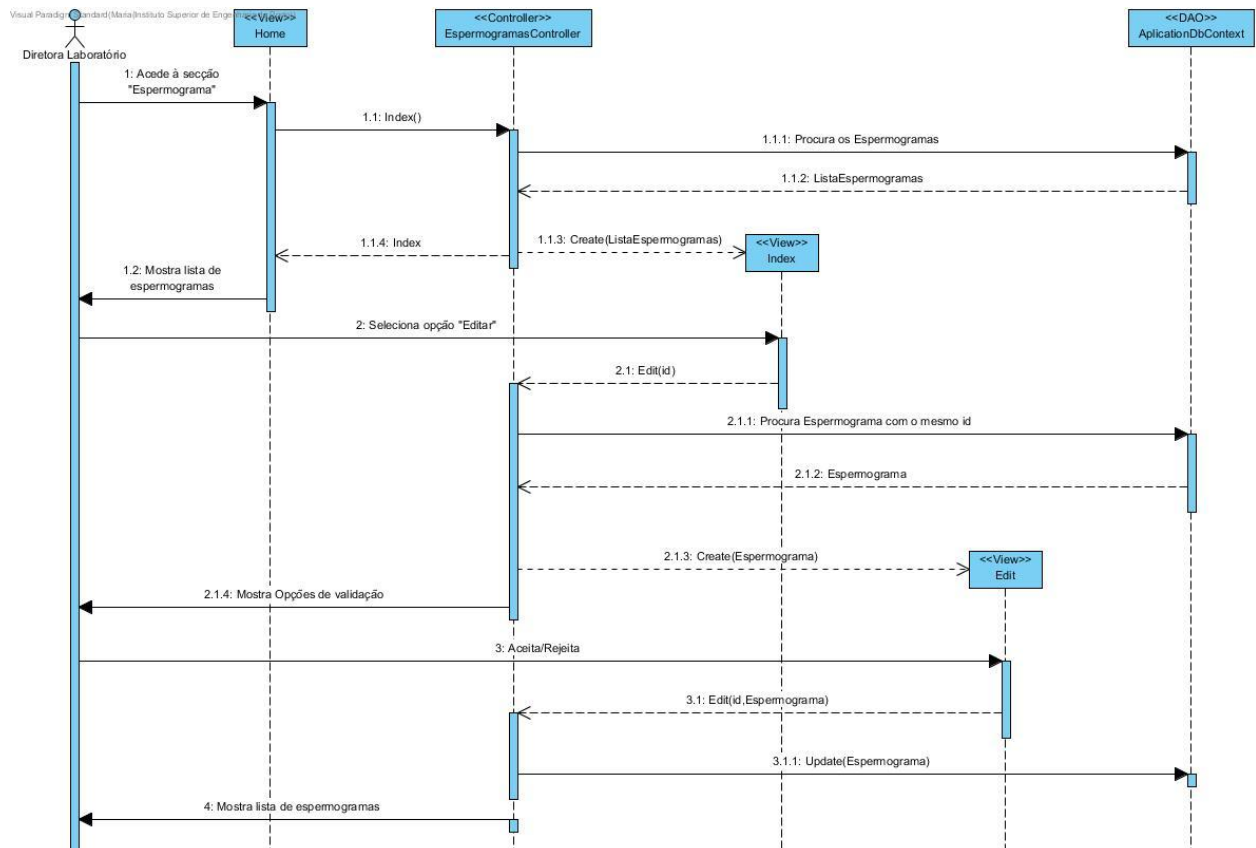 Visual Paradigm Standard(Maria(Instituto Superior de Engenharia
<<View>>
Home
<<Controller>>
EspermogramasController
<<DAO>>
AplicationDbContext
Diretora Laboratório
1: Acede à secção
"Espermograma"
1.1: Index()
1.1.1: Procura os Espermogramas
1.1.2: ListaEspermogramas
1.1.3: Create(ListaEspermogramas)
<<View>>
Index
1.1.4: Index
1.2: Mostra lista de
espermogramas
2: Seleciona opção "Editar"
2.1: Edit(id)
2.1.1: Procura Espermograma com o mesmo id
2.1.2: Espermograma
2.1.3: Create(Espermograma)
<<View>>
Edit
2.1.4: Mostra Opções de validação
3: Aceita/Rejeita
3.1: Edit(id,Espermograma)
3.1.1: Update(Espermograma)
4: Mostra lista de espermogramas